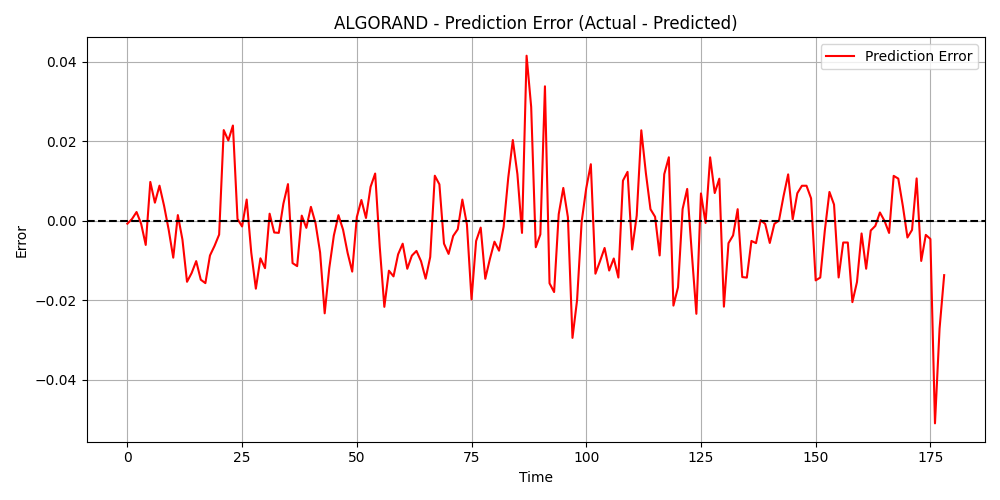 ALGORAND - Prediction Error (Actual - Predicted)
Prediction Error
0.04
0.02
0.00
−0.02
−0.04
Error
0 25 50 75 100 125 150 175
Time